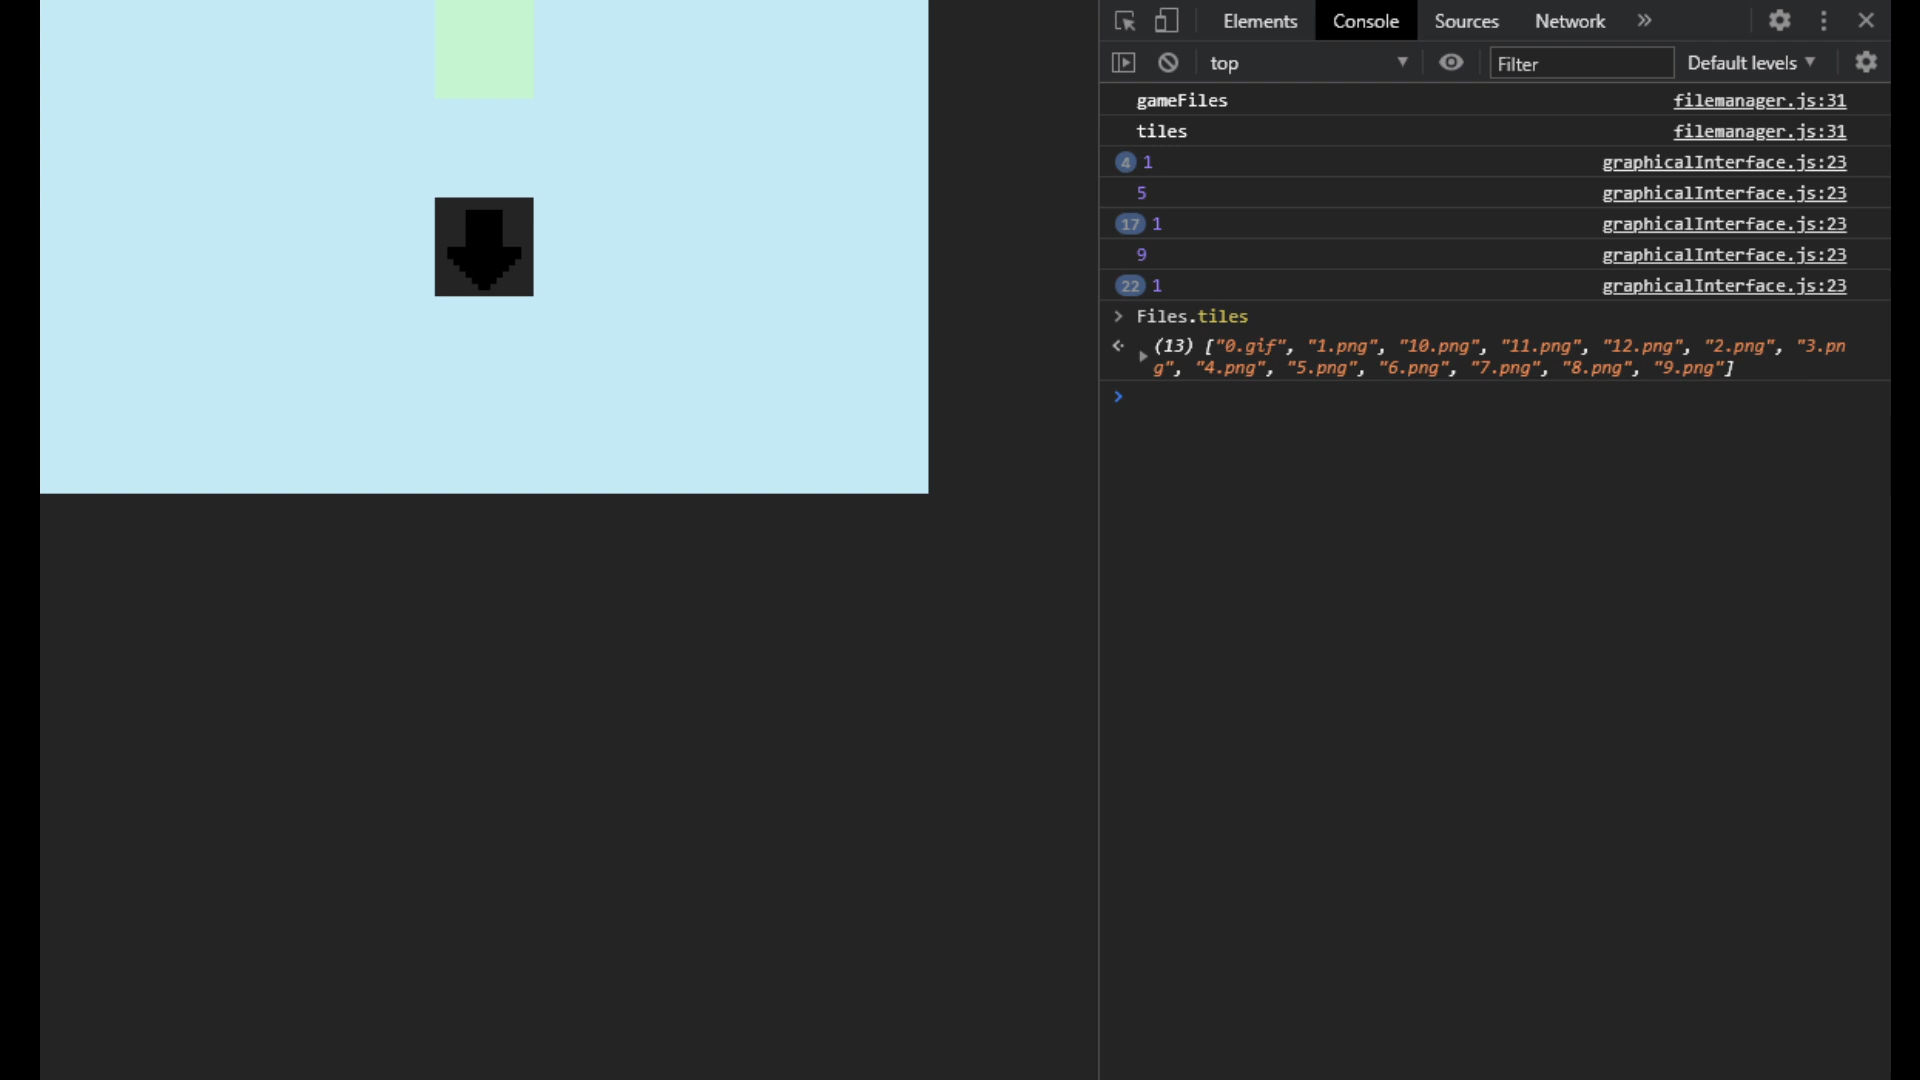 Elements Console Sources Network
top Filter Default levels
gameFiles filemanager.js:31
tiles filemanager.js:31
4 1 graphicalInterface.js:23
5 graphicalInterface.js:23
17 1 graphicalInterface.js:23
9 graphicalInterface.js:23
22 1 graphicalInterface.js:23
Files.tiles
(13) ["0.gif", "1.png", "10.png", "11.png", "12.png", "2.png", "3.pn
g", "4.png", "5.png", "6.png", "7.png", "8.png", "9.png"]